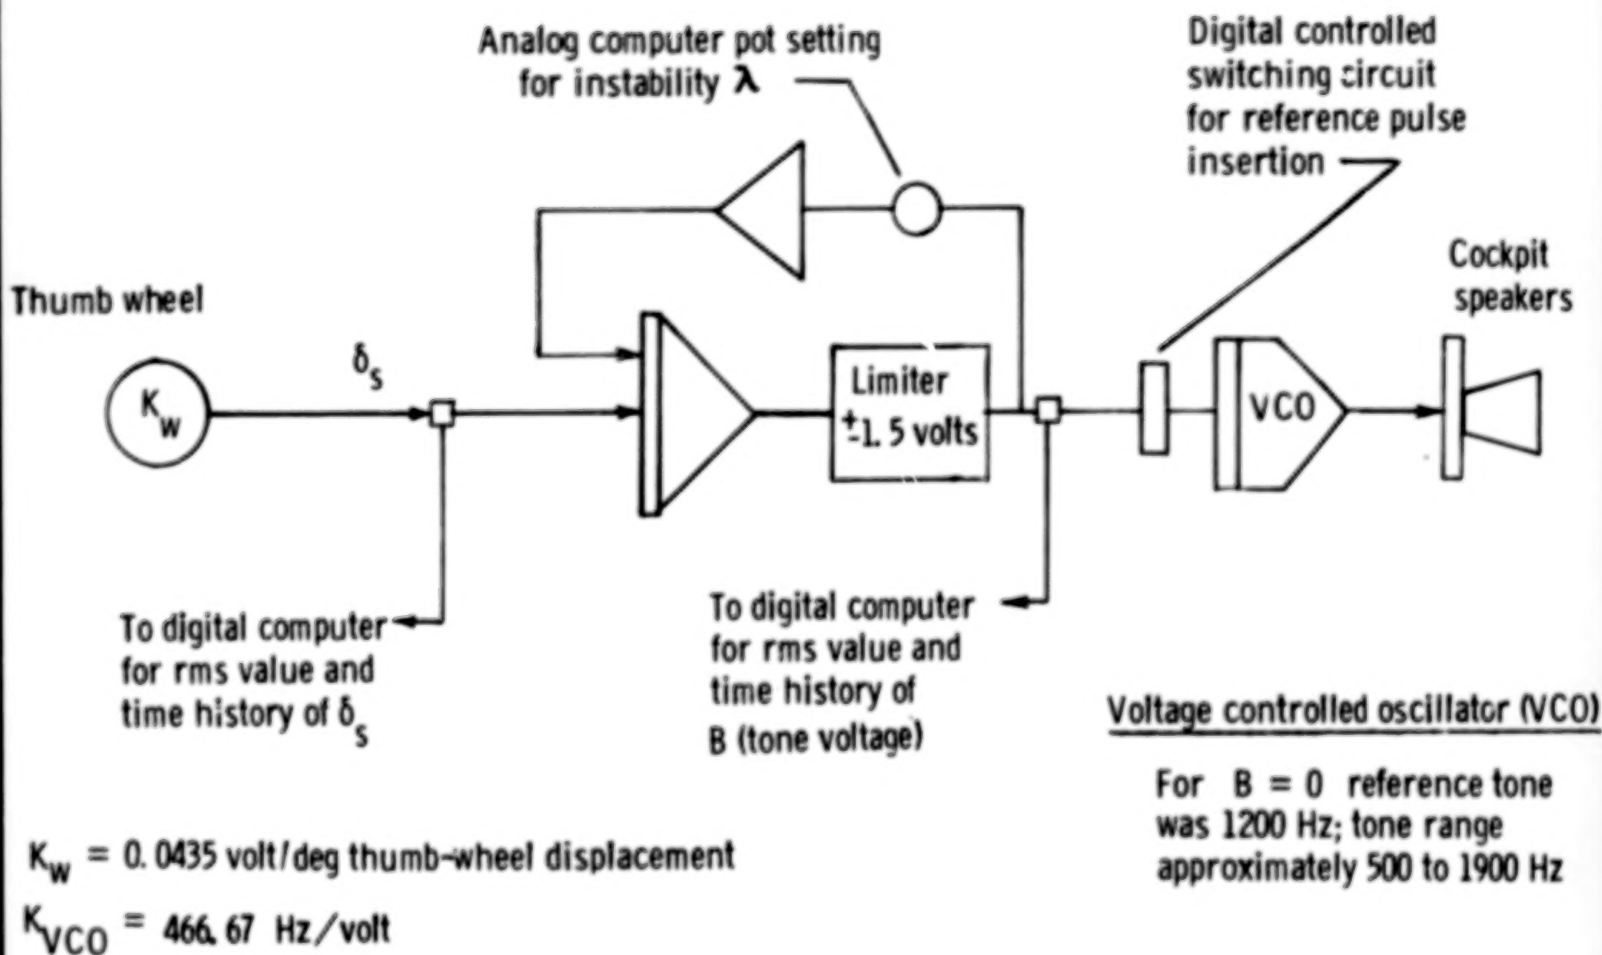 Analog computer pot setting
for instability λ
Digital controlled
switching circuit
for reference pulse
insertion
Cockpit
speakers
Thumb wheel
δs
Kw
Limiter
±1.5 volts
VCO
To digital computer
for rms value and
time history of δs
To digital computer
for rms value and
time history of
B (tone voltage)
Voltage controlled oscillator (VCO)
For B = 0 reference tone
was 1200 Hz; tone range
approximately 500 to 1900 Hz
Kw = 0.0435 volt/deg thumb-wheel displacement
KVCO = 466.67 Hz/volt